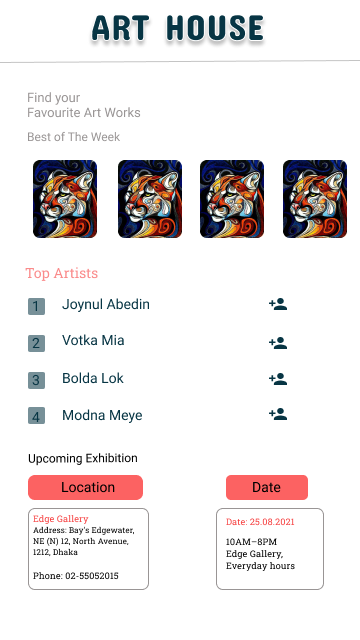 ART HOUSE
Find your
Favourite Art Works
Best of The Week
Top Artists
1 Joynul Abedin
2 Votka Mia
3 Bolda Lok
4 Modna Meye
Upcoming Exhibition
Location
Date
Edge Gallery
Address: Bay's Edgewater,
NE (N) 12, North Avenue,
1212, Dhaka
Phone: 02-55052015
Date: 25.08.2021
10AM–8PM
Edge Gallery,
Everyday hours